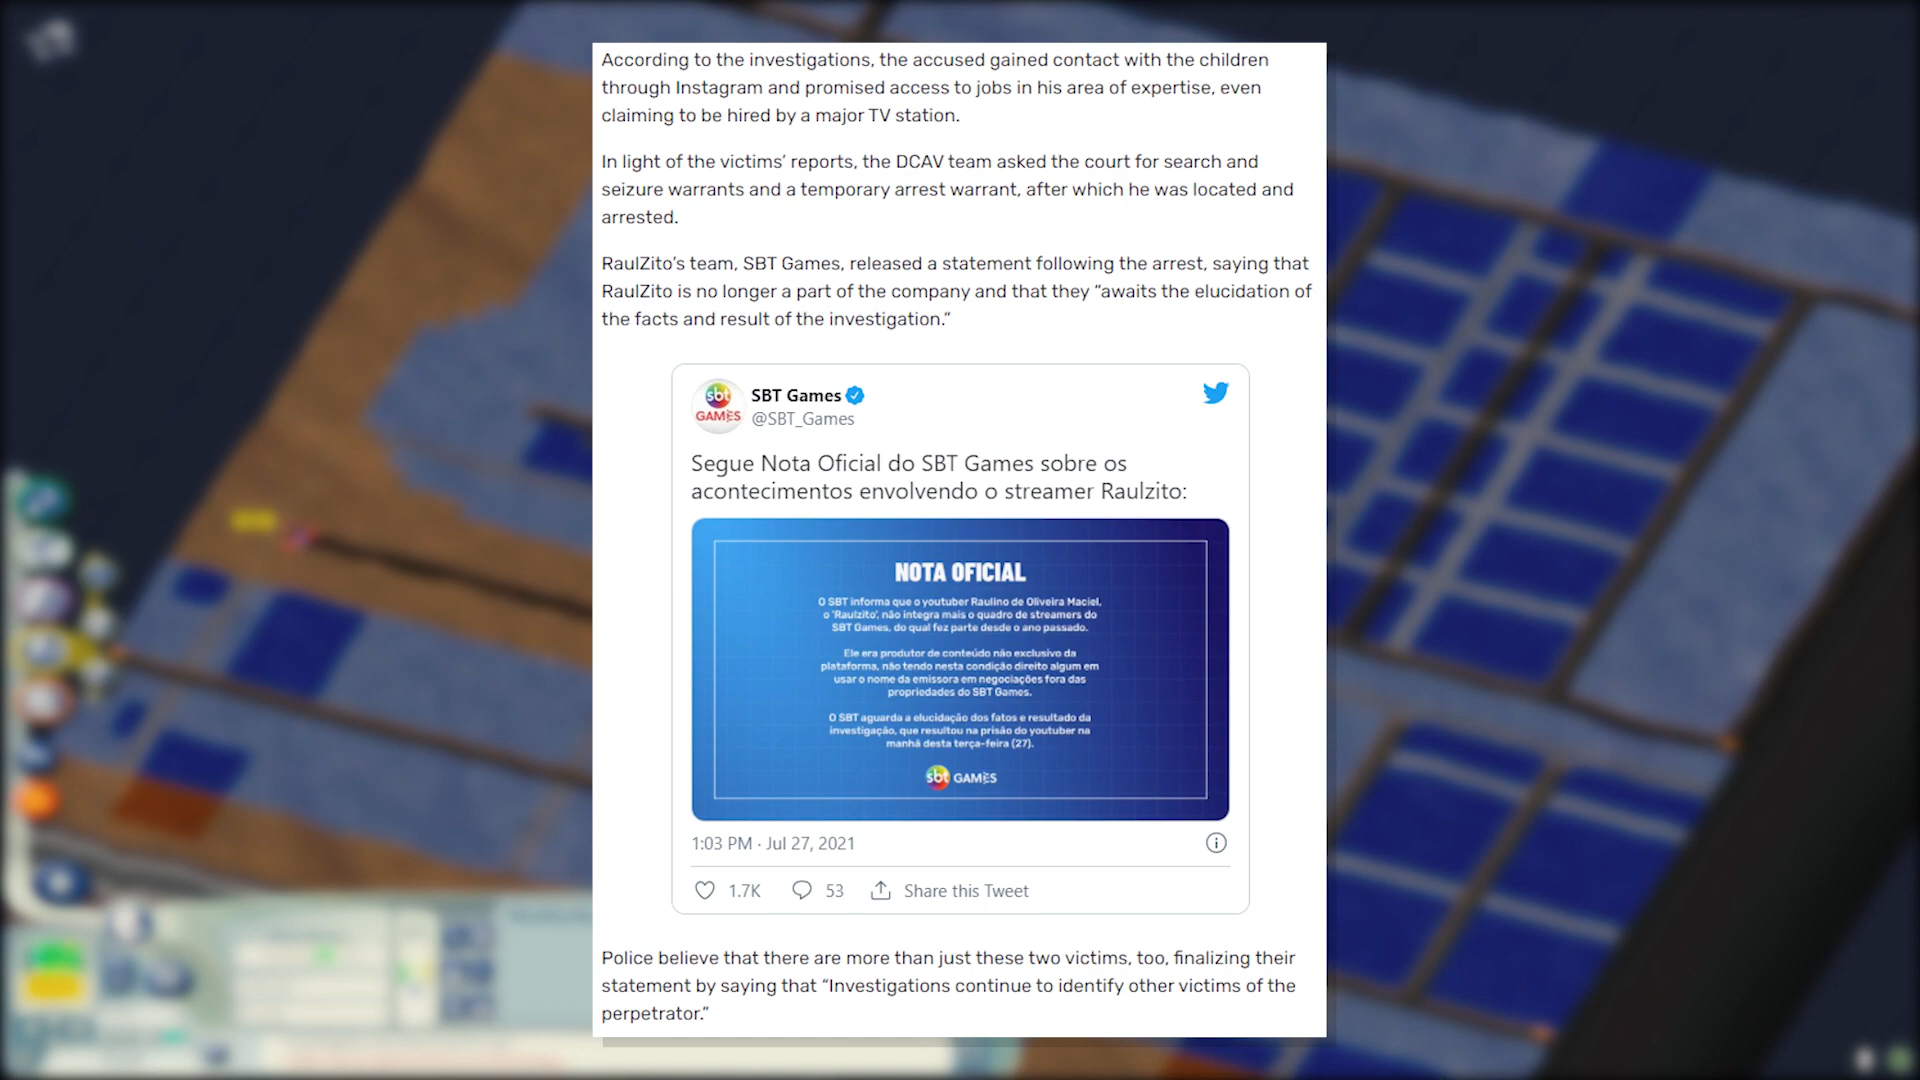 According to the investigations, the accused gained contact with the children
through Instagram and promised access to jobs in his area of expertise, even
claiming to be hired by a major TV station.
In light of the victims’ reports, the DCAV team asked the court for search and
seizure warrants and a temporary arrest warrant, after which he was located and
arrested.
RaulZito’s team, SBT Games, released a statement following the arrest, saying that
RaulZito is no longer a part of the company and that they “awaits the elucidation of
the facts and result of the investigation.”
sbt
GAMES
SBT Games
@SBT_Games
Segue Nota Oficial do SBT Games sobre os
acontecimentos envolvendo o streamer Raulzito:
NOTA OFICIAL
O SBT informa que o youtuber Raulino de Oliveira Maciel,
o 'Raulzito', não integra mais o quadro de streamers do
SBT Games, do qual fez parte desde o ano passado.
Ele era produtor de conteúdo não exclusivo da
plataforma, não tendo nesta condição direito algum em
usar o nome da emissora em negociações fora das
propriedades do SBT Games.
O SBT aguarda a elucidação dos fatos e resultado da
investigação, que resultou na prisão do youtuber na
manhã desta terça-feira (27).
sbt GAMES
1:03 PM · Jul 27, 2021
1.7K 53 Share this Tweet
Police believe that there are more than just these two victims, too, finalizing their
statement by saying that “Investigations continue to identify other victims of the
perpetrator.”